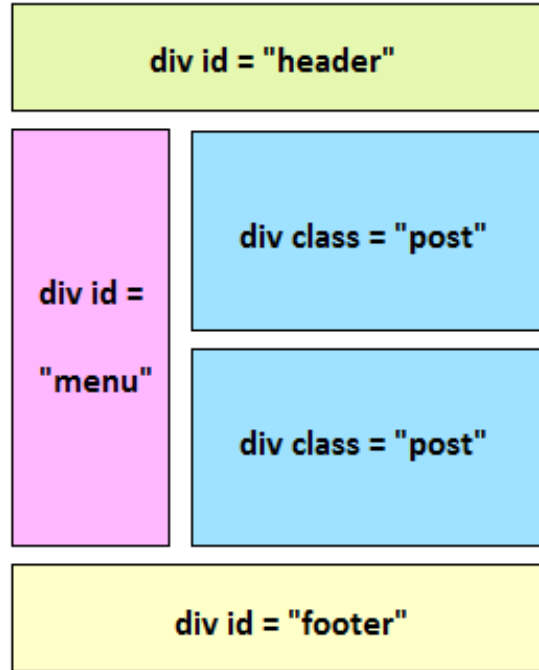 div id = "header"
div id =
"menu"
div class = "post"
div class = "post"
div id = "footer"